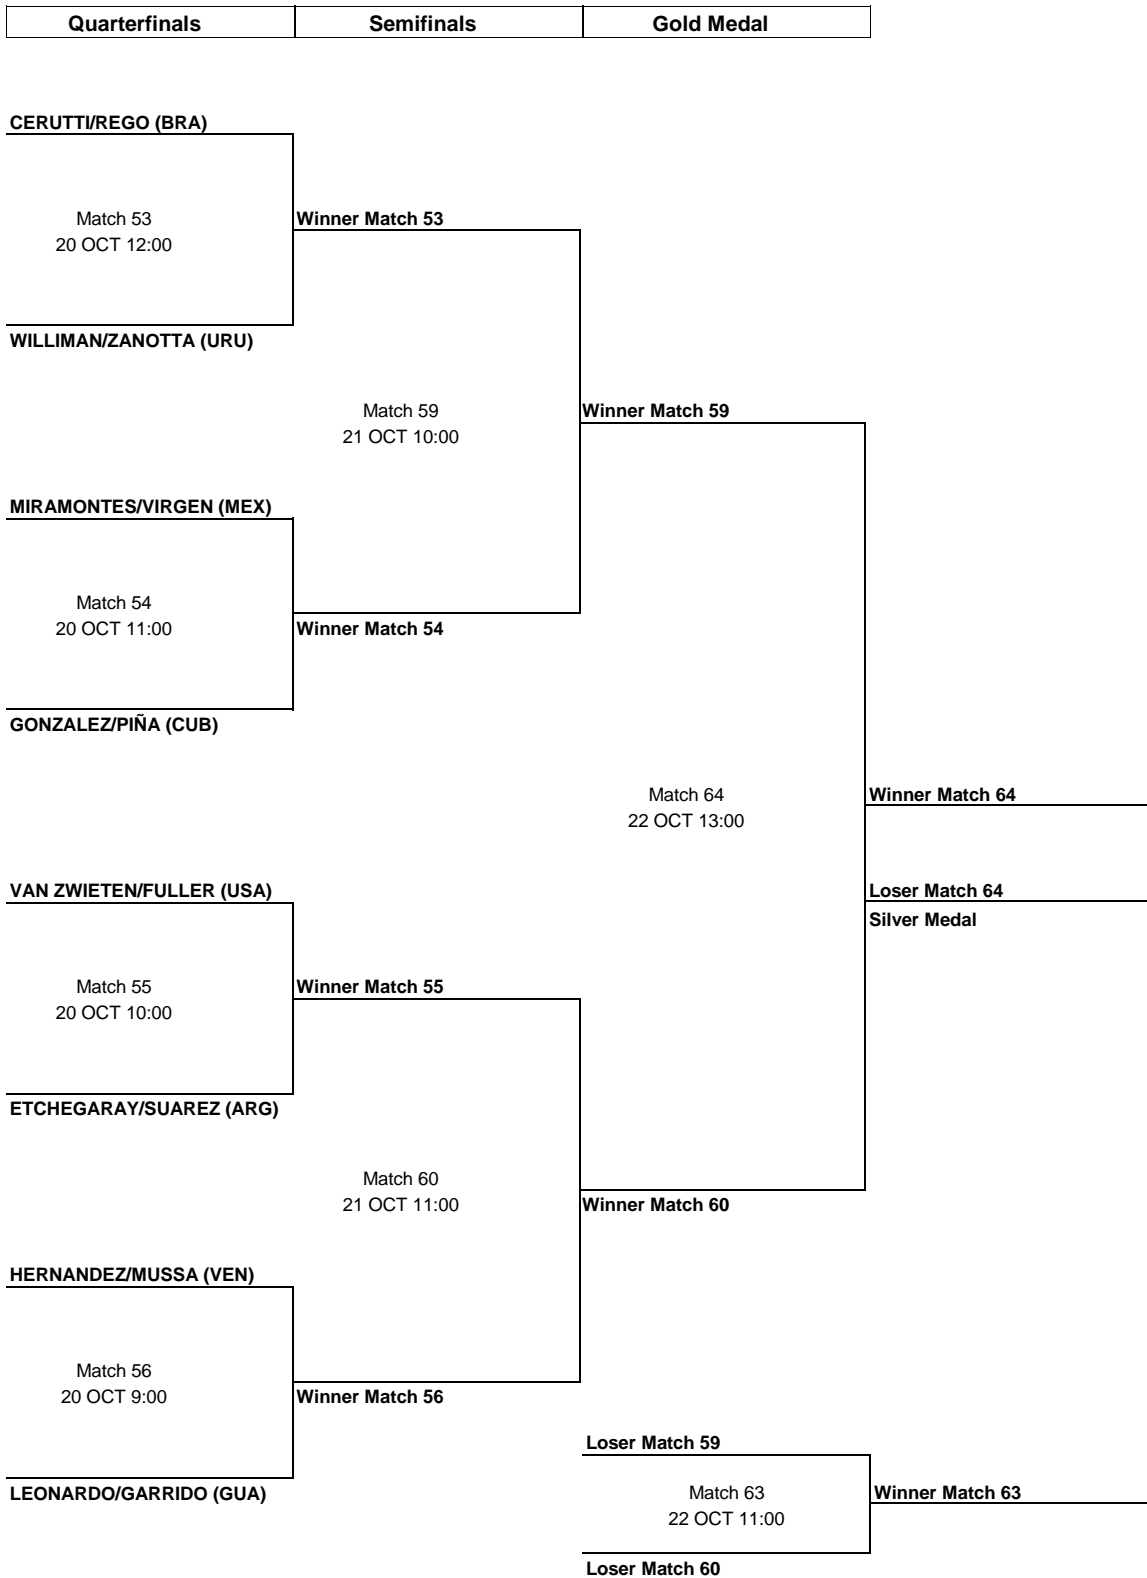 Quarterfinals Semifinals Gold Medal
CERUTTI/REGO (BRA)
Match 53
20 OCT 12:00
Winner Match 53
WILLIMAN/ZANOTTA (URU)
Match 59
21 OCT 10:00
Winner Match 59
MIRAMONTES/VIRGEN (MEX)
Match 54
20 OCT 11:00
Winner Match 54
GONZALEZ/PIÑA (CUB)
Match 64
22 OCT 13:00
Winner Match 64
VAN ZWIETEN/FULLER (USA)
Loser Match 64
Silver Medal
Match 55
20 OCT 10:00
Winner Match 55
ETCHEGARAY/SUAREZ (ARG)
Match 60
21 OCT 11:00
Winner Match 60
HERNANDEZ/MUSSA (VEN)
Match 56
20 OCT 9:00
Winner Match 56
Loser Match 59
LEONARDO/GARRIDO (GUA)
Match 63
22 OCT 11:00
Winner Match 63
Loser Match 60